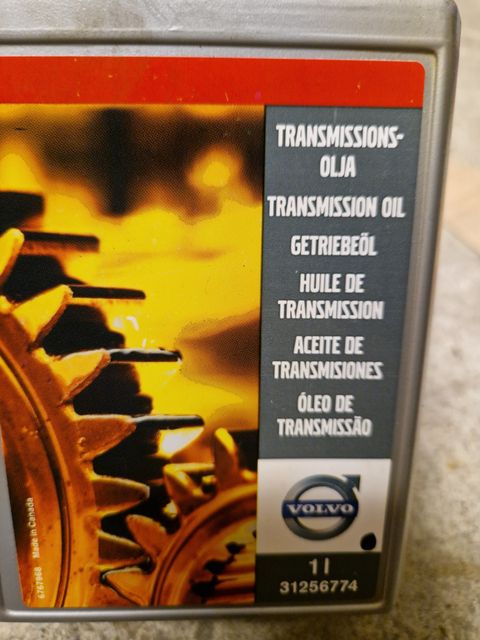 TRANSMISSIONS-
OLJA
TRANSMISSION OIL
GETRIEBEÖL
HUILE DE
TRANSMISSION
ACEITE DE
TRANSMISIONES
ÓLEO DE
TRANSMISSÃO
VOLVO
1 l
31256774
6767868 Made in Canada